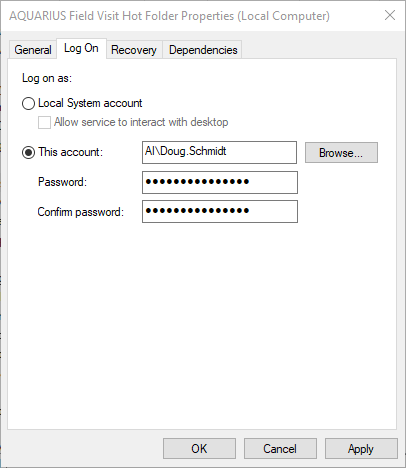 AQUARIUS Field Visit Hot Folder Properties (Local Computer)
General Log On Recovery Dependencies
Log on as:
Local System account
Allow service to interact with desktop
This account: AI\Doug.Schmidt Browse...
Password: •••••••••••••••
Confirm password: •••••••••••••••
OK Cancel Apply